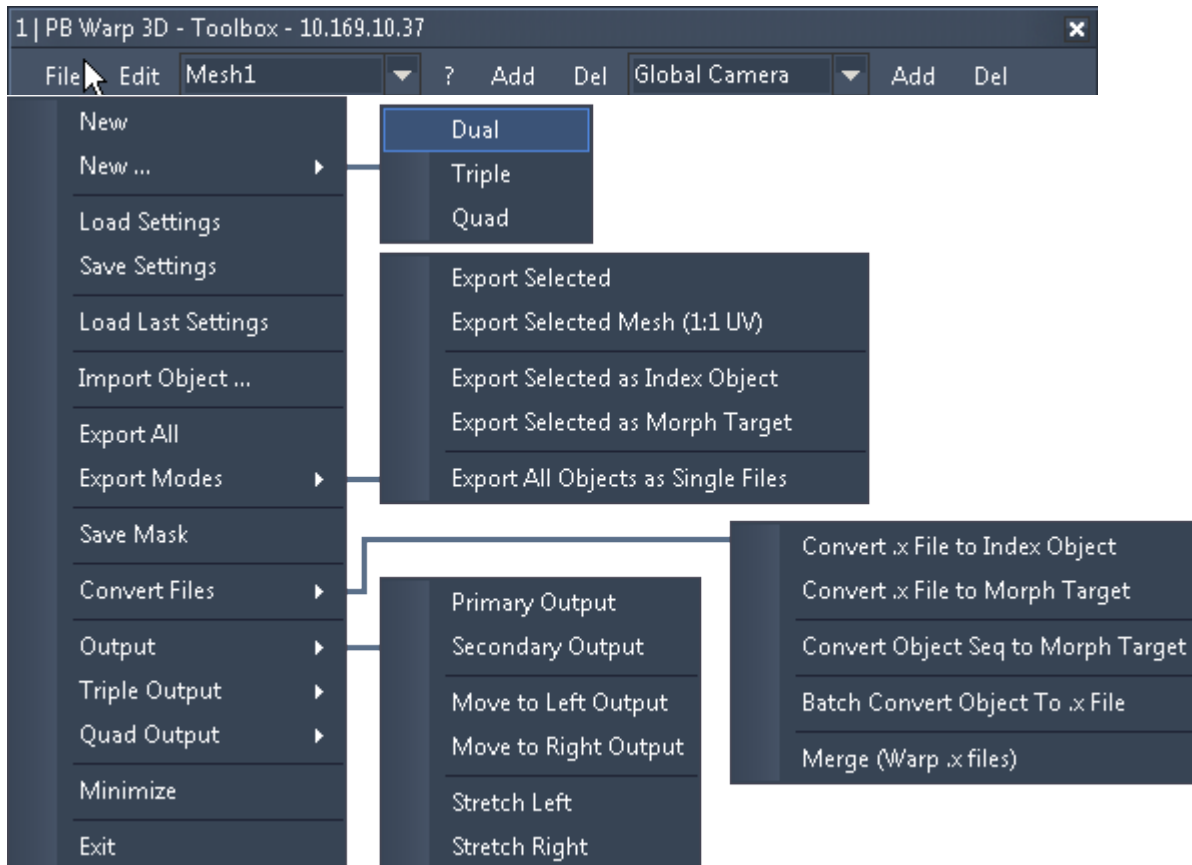 1 | PB Warp 3D - Toolbox - 10.169.10.37
File Edit Mesh1 ? Add Del Global Camera Add Del
New
New ...
Load Settings
Save Settings
Load Last Settings
Import Object ...
Export All
Export Modes
Save Mask
Convert Files
Output
Triple Output
Quad Output
Minimize
Exit
Dual
Triple
Quad
Export Selected
Export Selected Mesh (1:1 UV)
Export Selected as Index Object
Export Selected as Morph Target
Export All Objects as Single Files
Convert .x File to Index Object
Convert .x File to Morph Target
Convert Object Seq to Morph Target
Batch Convert Object To .x File
Merge (Warp .x files)
Primary Output
Secondary Output
Move to Left Output
Move to Right Output
Stretch Left
Stretch Right